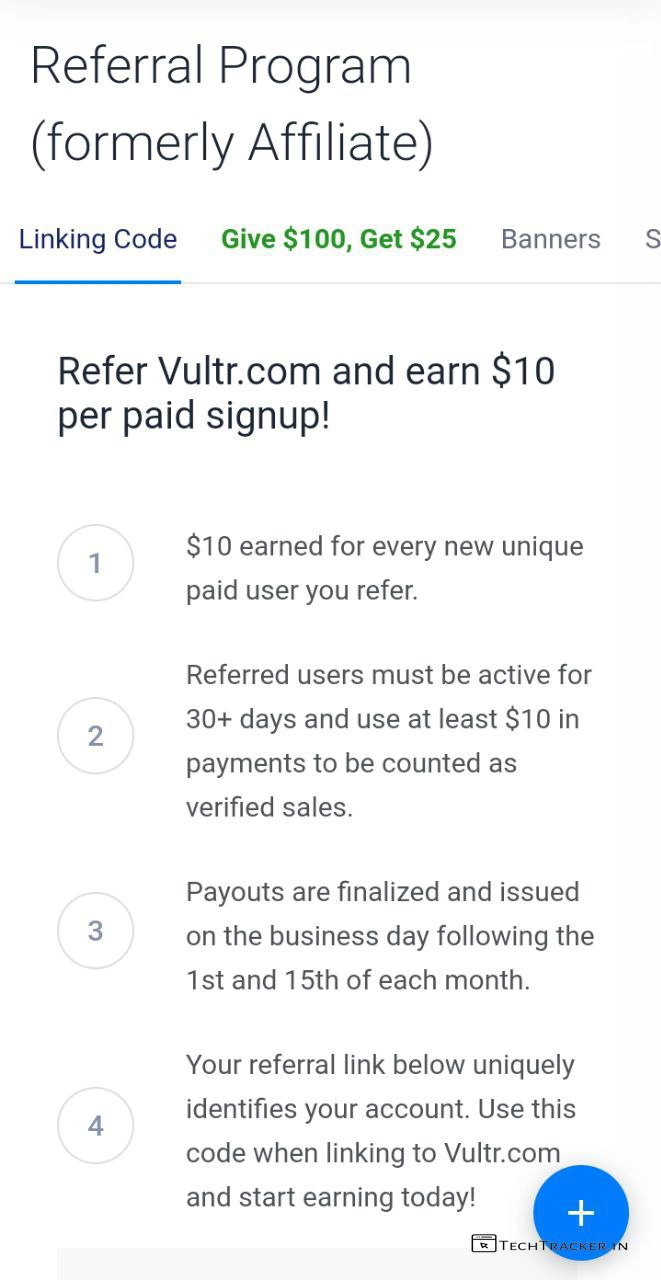 Referral Program
(formerly Affiliate)
Linking Code Give $100, Get $25 Banners S
Refer Vultr.com and earn $10
per paid signup!
1
$10 earned for every new unique
paid user you refer.
2
Referred users must be active for
30+ days and use at least $10 in
payments to be counted as
verified sales.
3
Payouts are finalized and issued
on the business day following the
1st and 15th of each month.
4
Your referral link below uniquely
identifies your account. Use this
code when linking to Vultr.com
and start earning today!
+
TECHTRACKER.IN